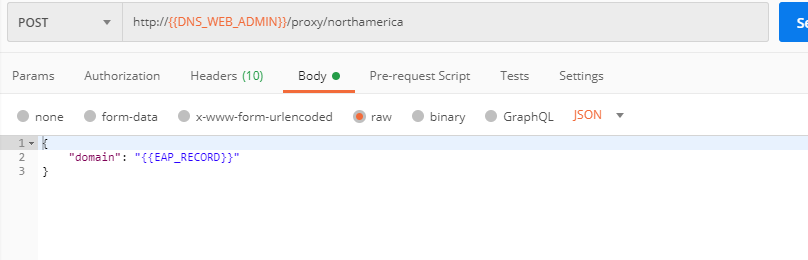 POST http://{{DNS_WEB_ADMIN}}/proxy/northamerica Se
Params Authorization Headers (10) Body Pre-request Script Tests Settings
none form-data x-www-form-urlencoded raw binary GraphQL JSON
1 {
2 "domain": "{{EAP_RECORD}}"
3 }